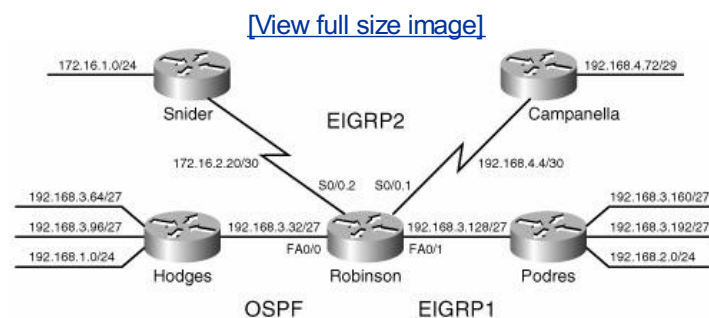 [View full size image]
172.16.1.0/24
192.168.4.72/29
Snider
EIGRP2
Campanella
172.16.2.20/30
192.168.4.4/30
S0/0.2
S0/0.1
192.168.3.64/27
192.168.3.160/27
192.168.3.96/27
192.168.3.32/27
192.168.3.128/27
192.168.3.192/27
192.168.1.0/24
FA0/0
FA0/1
192.168.2.0/24
Hodges
Robinson
Podres
OSPF
EIGRP1